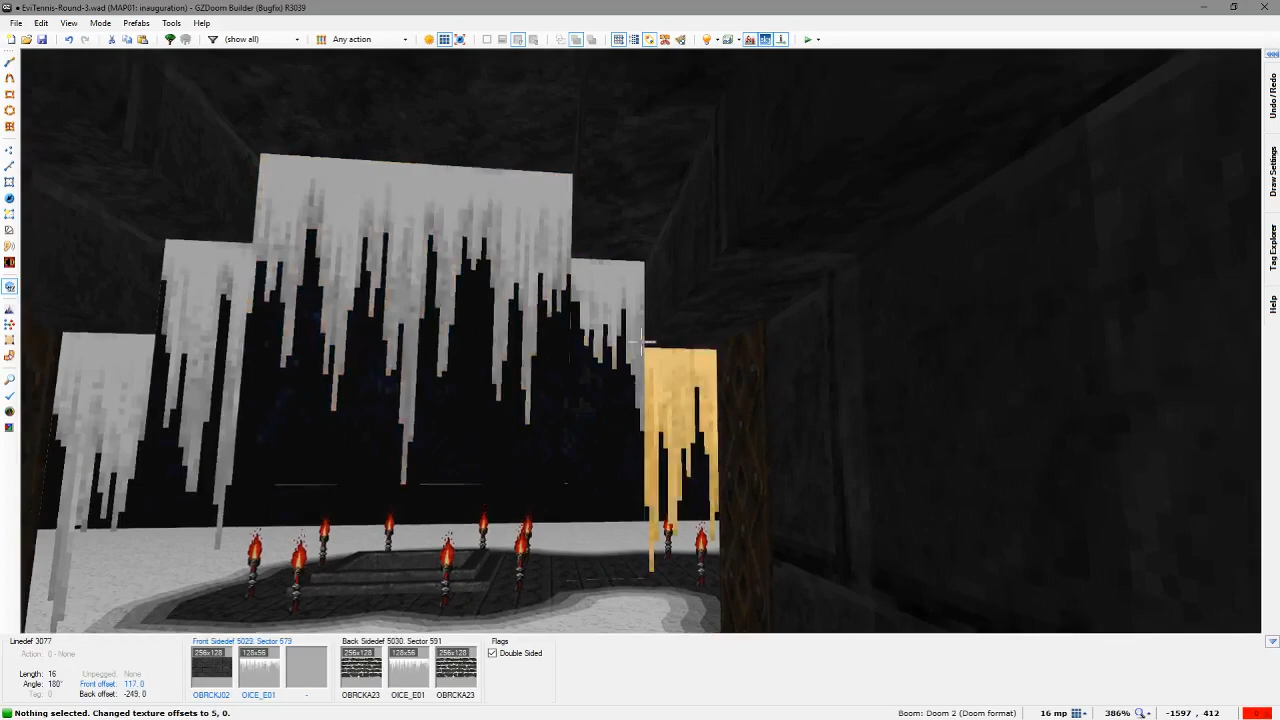 EviTennis-Round-3.wad (MAP01: inauguration) - GZDoom Builder (Bugfix) R3039
File Edit View Mode Prefabs Tools Help
(show all) Any action
Undo / Redo
Draw Settings
Tag Explorer
Help
Linedef 3077
Action: 0 - None
Length: 16
Unpegged: None
Angle: 180°
Front offset: 117, 0
Tag: 0
Back offset: -249, 0
Front Sidedef 5029, Sector 579
256x128 128x56
OBRCKJ02 OICE_E01 -
Back Sidedef 5030, Sector 591
256x128 128x56 256x128
OBRCKA23 OICE_E01 OBRCKA23
Flags
Double Sided
Nothing selected. Changed texture offsets to 5, 0.
Boom: Doom 2 (Doom format) 16 mp 386% -1597 , 412